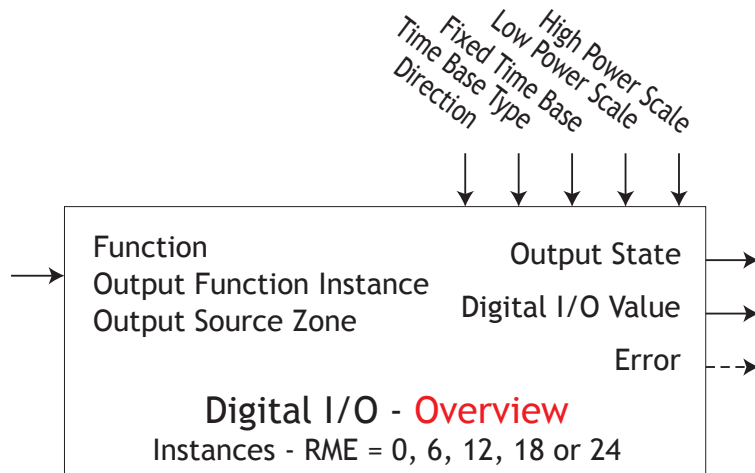 High Power Scale
Low Power Scale
Fixed Time Base
Time Base Type
Direction
Function
Output Function Instance
Output Source Zone
Output State
Digital I/O Value
Error
Digital I/O - Overview
Instances - RME = 0, 6, 12, 18 or 24